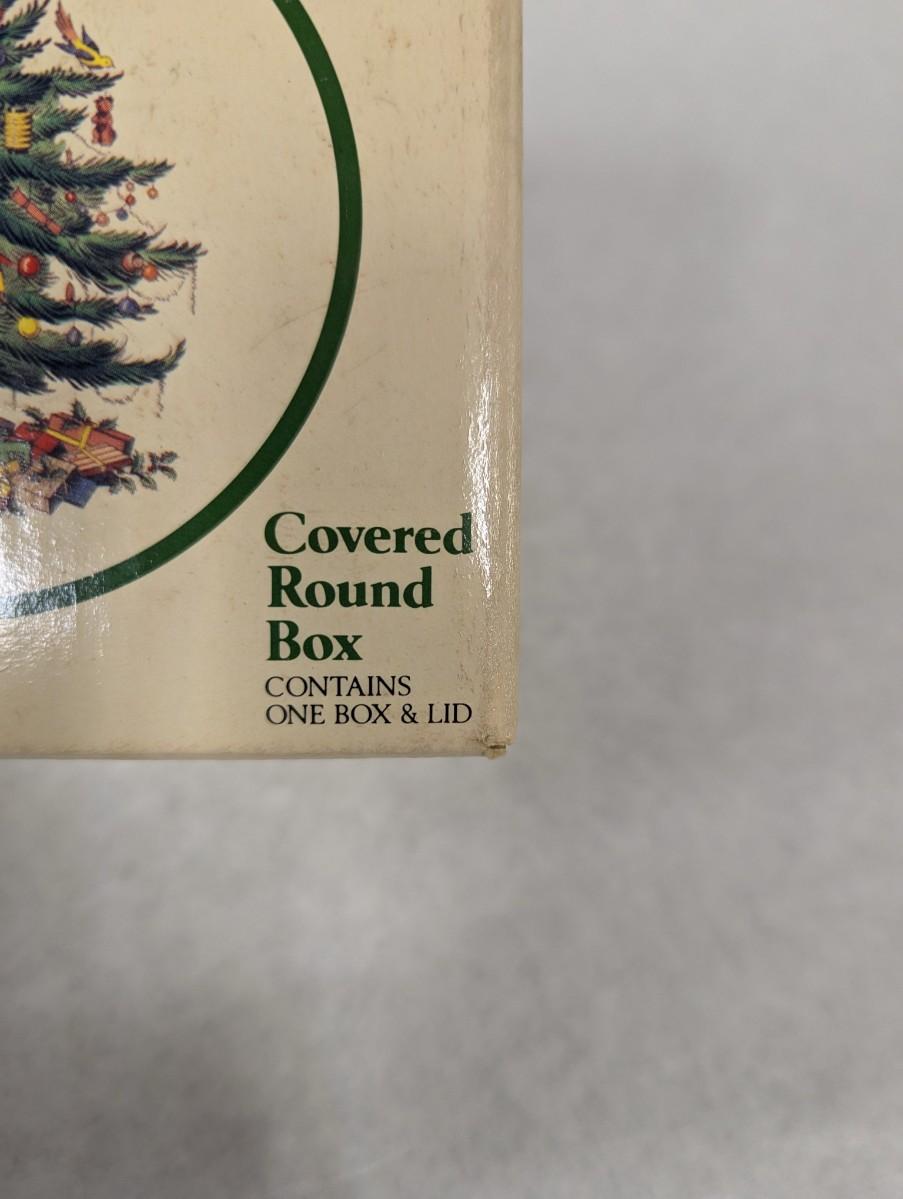 Covered
Round
Box
CONTAINS
ONE BOX & LID